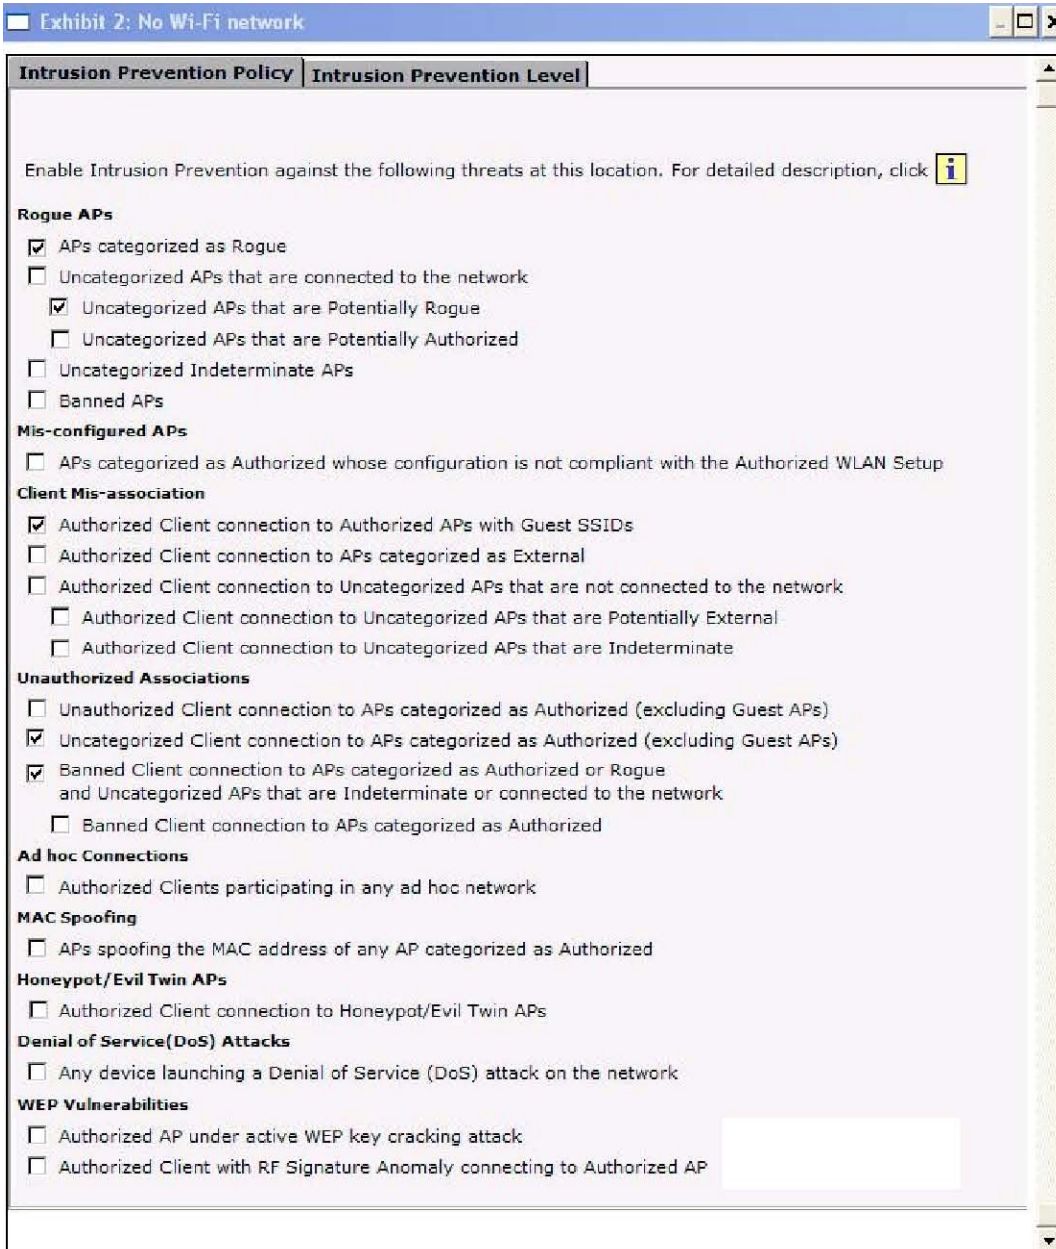 Exhibit 2: No Wi-Fi network
Intrusion Prevention Policy Intrusion Prevention Level
Enable Intrusion Prevention against the following threats at this location. For detailed description, click i
Rogue APs
APs categorized as Rogue
Uncategorized APs that are connected to the network
Uncategorized APs that are Potentially Rogue
Uncategorized APs that are Potentially Authorized
Uncategorized Indeterminate APs
Banned APs
Mis-configured APs
APs categorized as Authorized whose configuration is not compliant with the Authorized WLAN Setup
Client Mis-association
Authorized Client connection to Authorized APs with Guest SSIDs
Authorized Client connection to APs categorized as External
Authorized Client connection to Uncategorized APs that are not connected to the network
Authorized Client connection to Uncategorized APs that are Potentially External
Authorized Client connection to Uncategorized APs that are Indeterminate
Unauthorized Associations
Unauthorized Client connection to APs categorized as Authorized (excluding Guest APs)
Uncategorized Client connection to APs categorized as Authorized (excluding Guest APs)
Banned Client connection to APs categorized as Authorized or Rogue
and Uncategorized APs that are Indeterminate or connected to the network
Banned Client connection to APs categorized as Authorized
Ad hoc Connections
Authorized Clients participating in any ad hoc network
MAC Spoofing
APs spoofing the MAC address of any AP categorized as Authorized
Honeypot/Evil Twin APs
Authorized Client connection to Honeypot/Evil Twin APs
Denial of Service(DoS) Attacks
Any device launching a Denial of Service (DoS) attack on the network
WEP Vulnerabilities
Authorized AP under active WEP key cracking attack
Authorized Client with RF Signature Anomaly connecting to Authorized AP